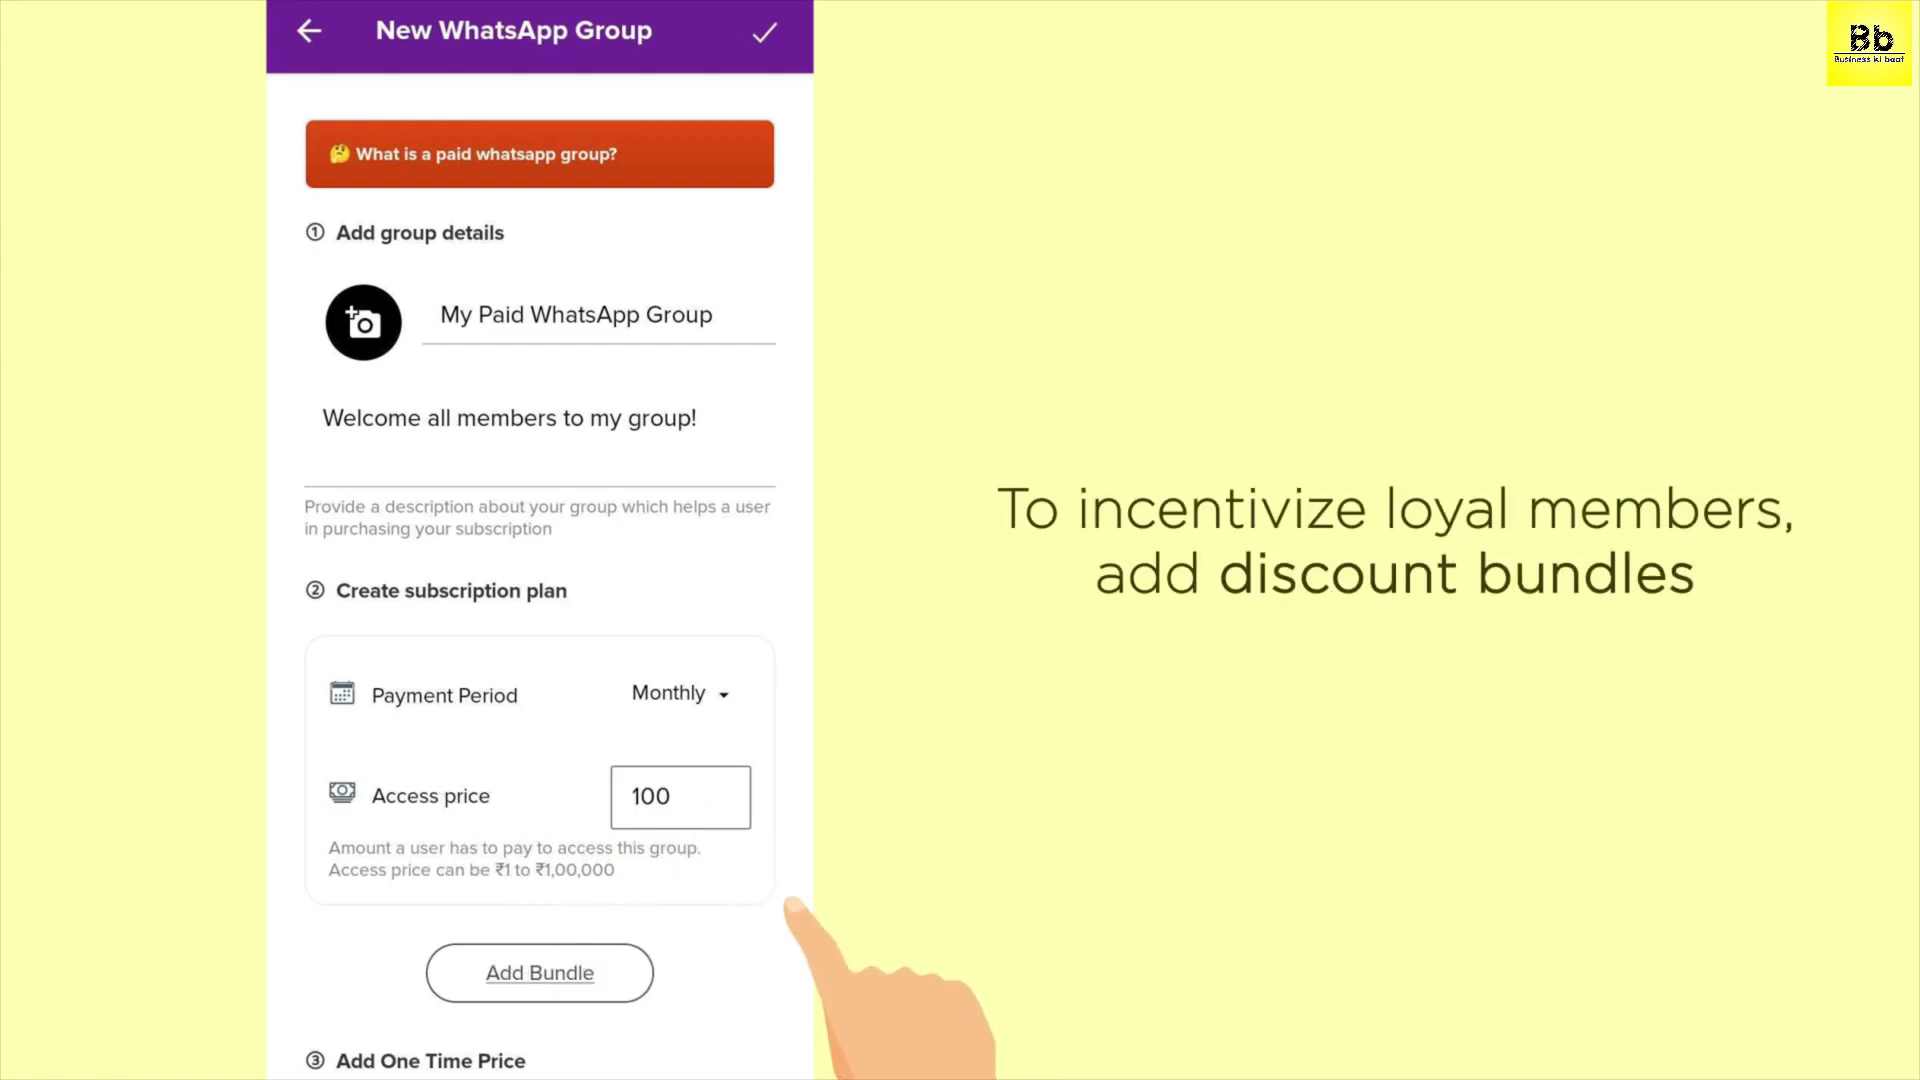 New WhatsApp Group
Bb
Business ki baat
🤔 What is a paid whatsapp group?
① Add group details
My Paid WhatsApp Group
Welcome all members to my group!
Provide a description about your group which helps a user
in purchasing your subscription
② Create subscription plan
Payment Period Monthly
Access price 100
Amount a user has to pay to access this group.
Access price can be ₹1 to ₹1,00,000
Add Bundle
③ Add One Time Price
To incentivize loyal members,
add discount bundles